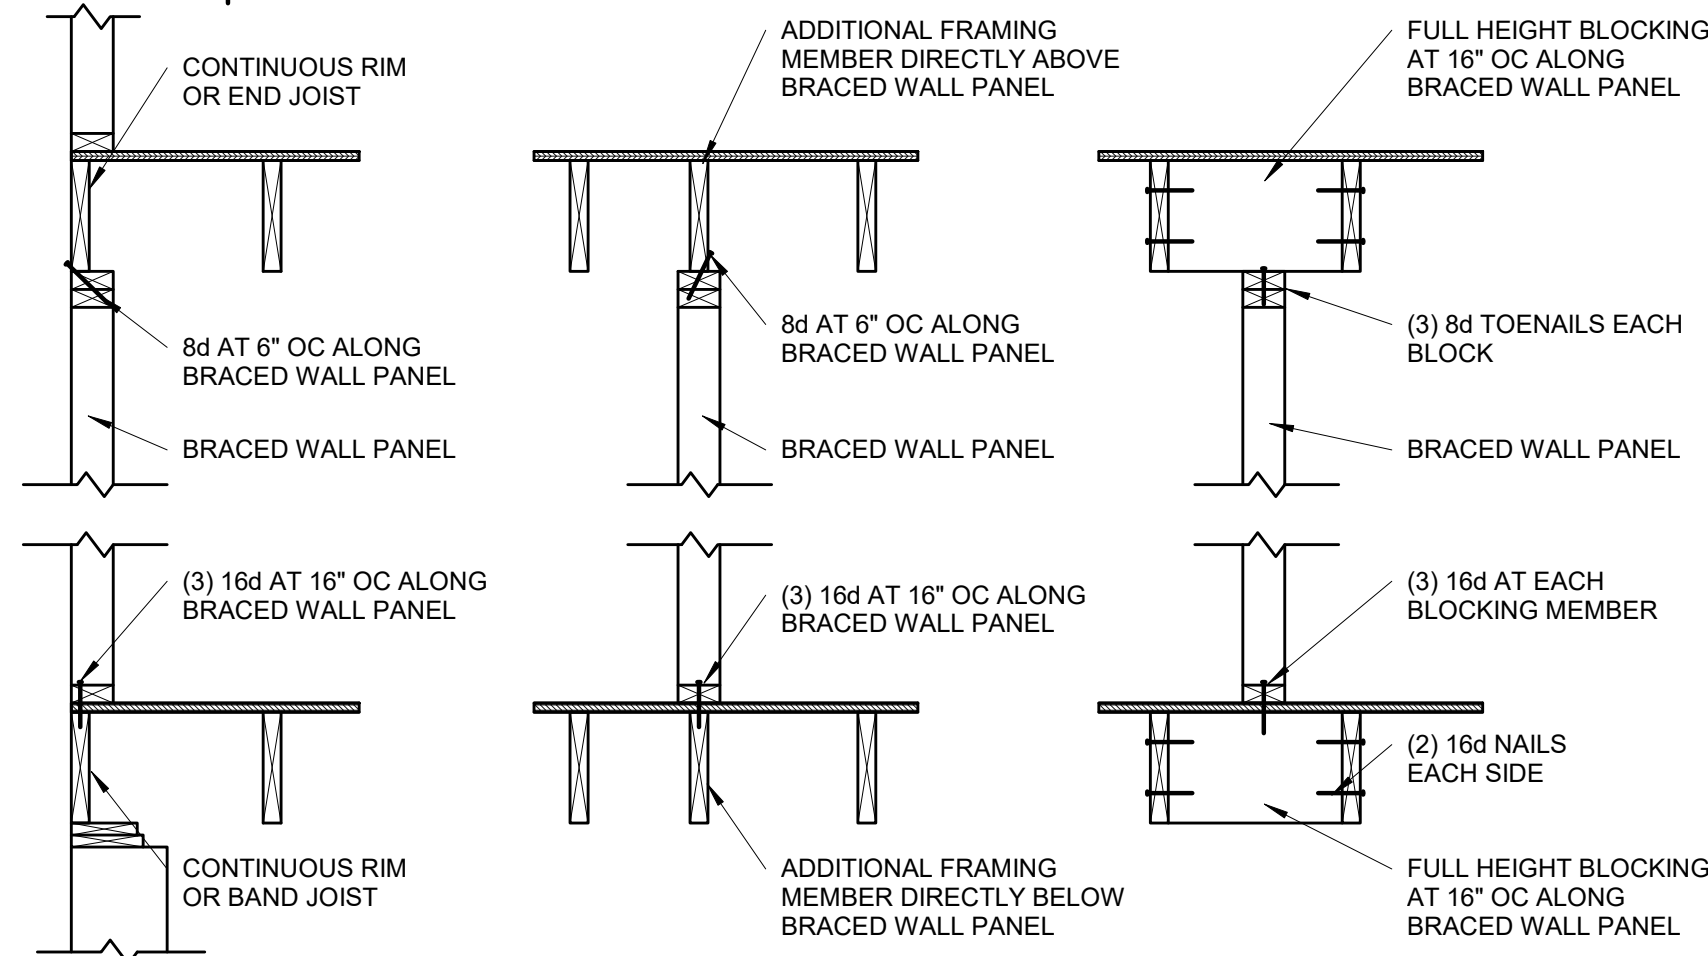 CONTINUOUS RIM
OR END JOIST
8d AT 6" OC ALONG
BRACED WALL PANEL
BRACED WALL PANEL
ADDITIONAL FRAMING
MEMBER DIRECTLY ABOVE
BRACED WALL PANEL
8d AT 6" OC ALONG
BRACED WALL PANEL
BRACED WALL PANEL
FULL HEIGHT BLOCKING
AT 16" OC ALONG
BRACED WALL PANEL
(3) 8d TOENAILS EACH
BLOCK
BRACED WALL PANEL
(3) 16d AT 16" OC ALONG
BRACED WALL PANEL
CONTINUOUS RIM
OR BAND JOIST
(3) 16d AT 16" OC ALONG
BRACED WALL PANEL
ADDITIONAL FRAMING
MEMBER DIRECTLY BELOW
BRACED WALL PANEL
(3) 16d AT EACH
BLOCKING MEMBER
(2) 16d NAILS
EACH SIDE
FULL HEIGHT BLOCKING
AT 16" OC ALONG
BRACED WALL PANEL